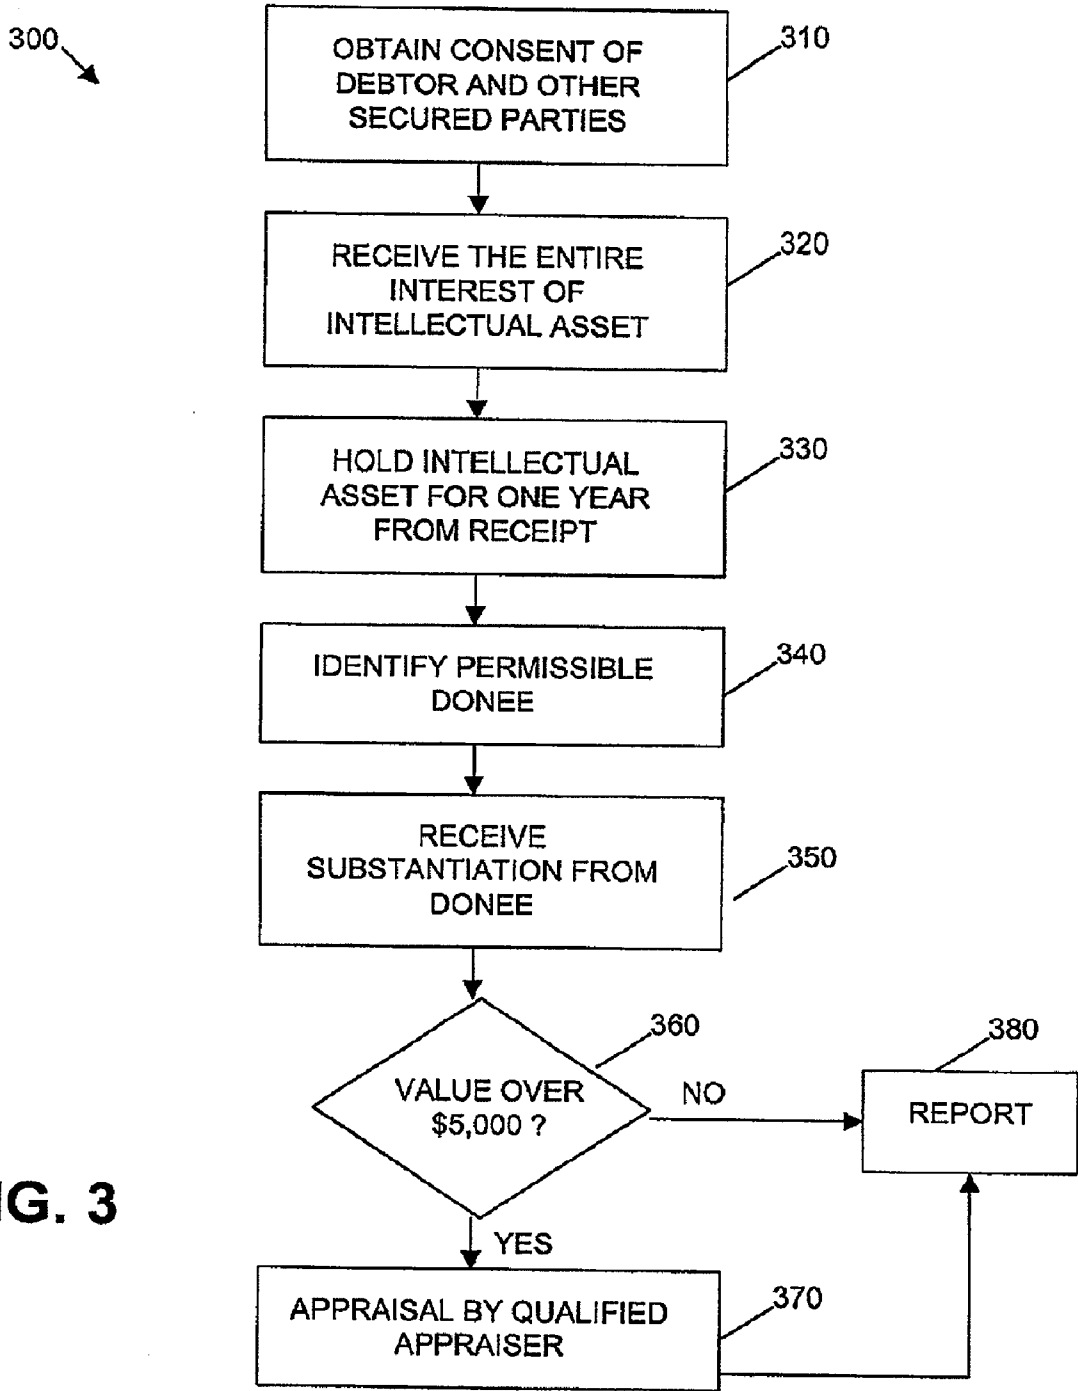 300
OBTAIN CONSENT OF
DEBTOR AND OTHER
SECURED PARTIES
310
RECEIVE THE ENTIRE
INTEREST OF
INTELLECTUAL ASSET
320
HOLD INTELLECTUAL
ASSET FOR ONE YEAR
FROM RECEIPT
330
IDENTIFY PERMISSIBLE
DONEE
340
RECEIVE
SUBSTANTIATION FROM
DONEE
350
VALUE OVER
$5,000 ?
360
NO
REPORT
380
YES
APPRAISAL BY QUALIFIED
APPRAISER
370
IG. 3